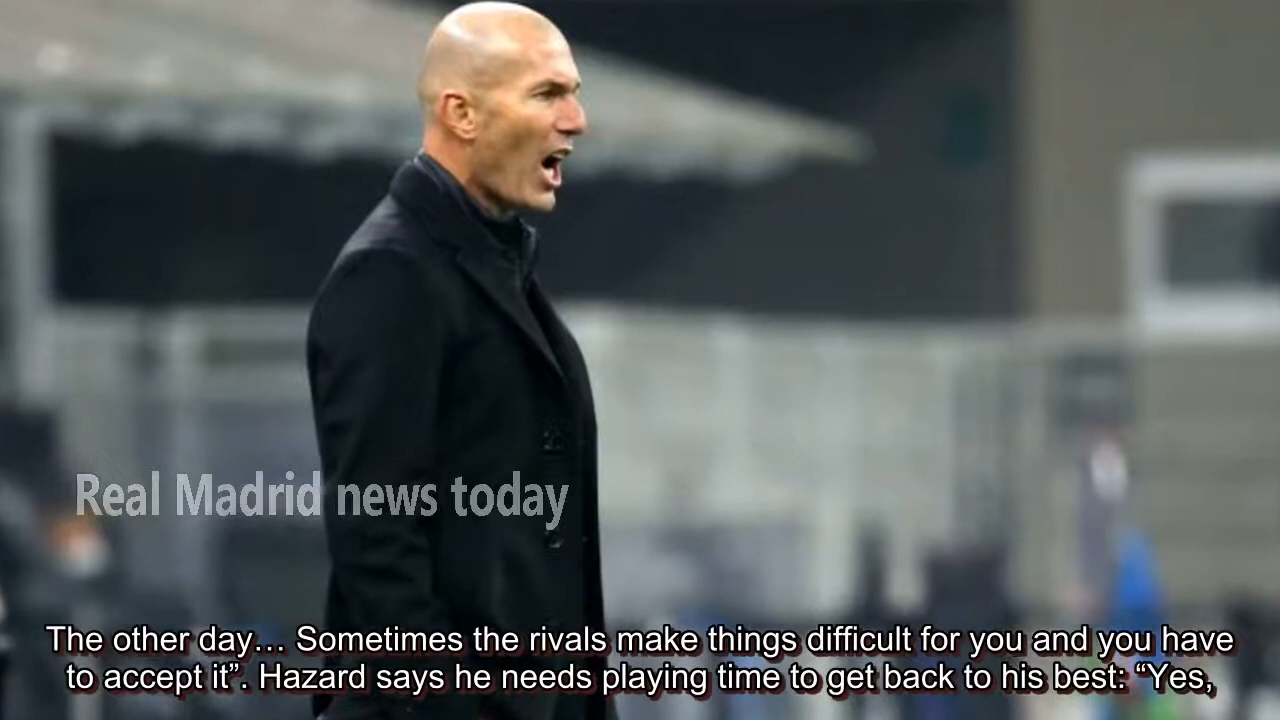 Real Madrid news today
The other day… Sometimes the rivals make things difficult for you and you have
to accept it”. Hazard says he needs playing time to get back to his best: “Yes,